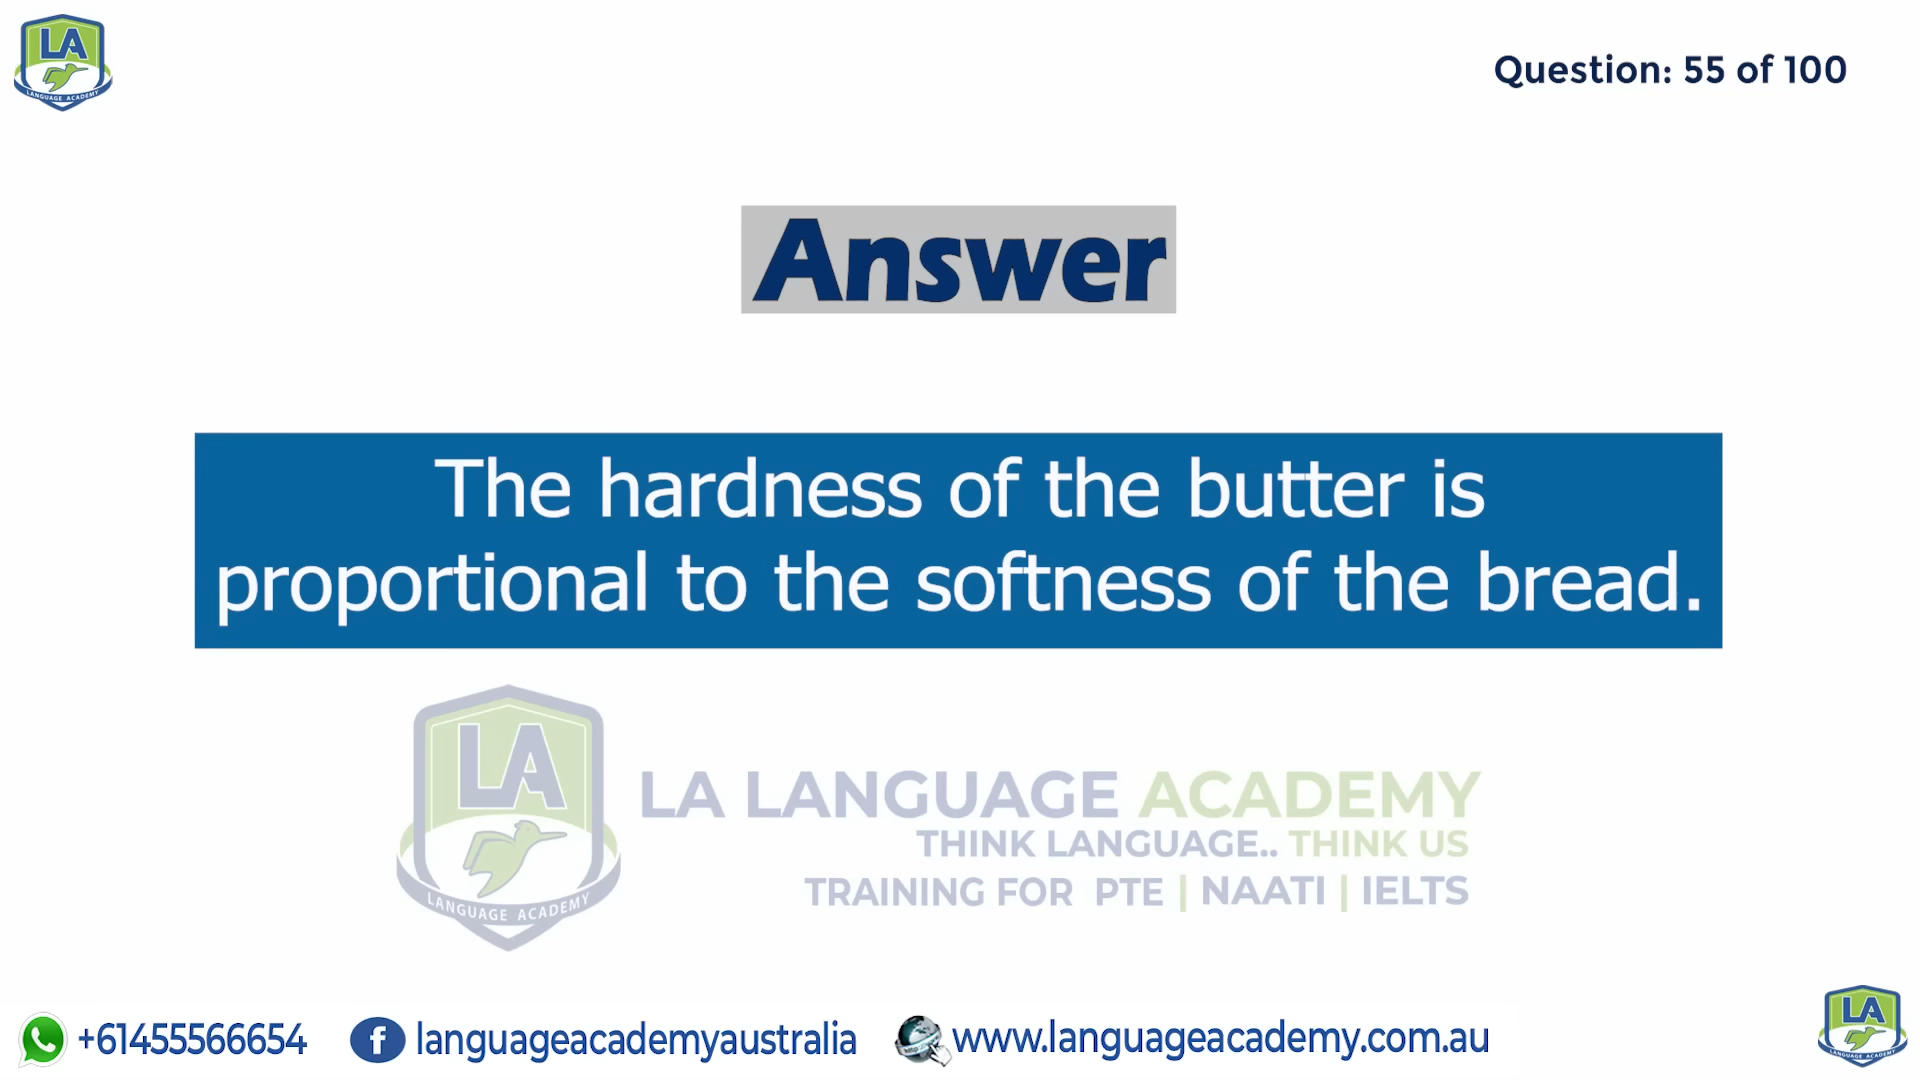 LA
LANGUAGE ACADEMY
Question: 55 of 100
Answer
The hardness of the butter is
proportional to the softness of the bread.
LA
LANGUAGE ACADEMY
LA LANGUAGE ACADEMY
THINK LANGUAGE.. THINK US
TRAINING FOR PTE | NAATI | IELTS
+61455566654 languageacademyaustralia www.languageacademy.com.au
LA
LANGUAGE ACADEMY